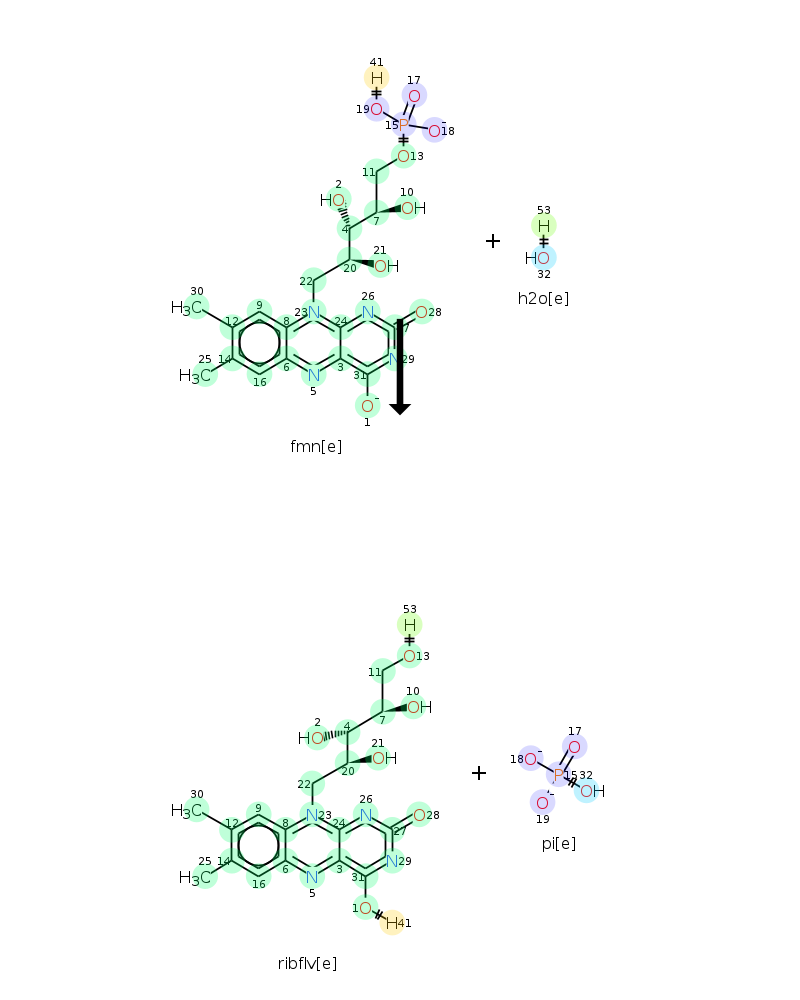 41
H
17
19 O O
15 P O - 18
O 13
11
2 10
HO OH
4 7
53
H
+
HO
32
21
20 OH
22
h2o[e]
30 9 23 N 26
H₃C 8 24 N O 28
12 27
25 14 6 3 N 29
H₃C 16 N 31
5
O -
1
fmn[e]
53
H
O 13
11
10
2 4 7 OH
HO
21
20 OH
17
18 O - O
+
P 15 32
OH
O -
19
pi[e]
22
30 9 N 23 26
H₃C 8 24 N O 28
12 27
25 14 6 3 N 29
H₃C 16 N 31
5
1 O
H 41
ribflv[e]